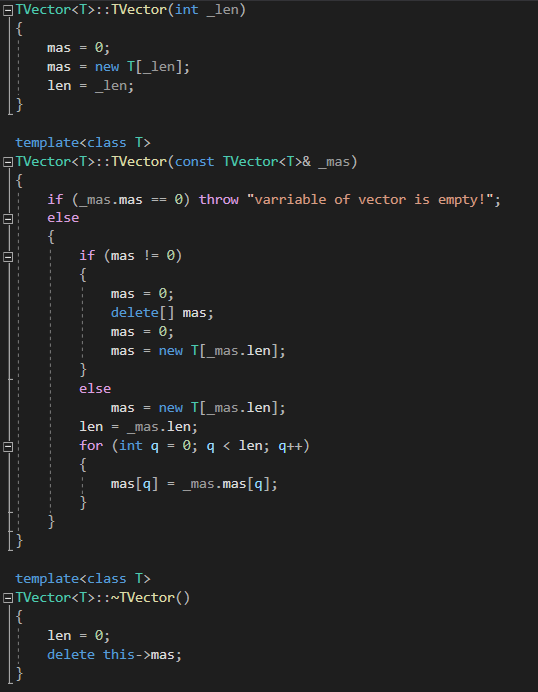 TVector<T>::TVector(int _len)
{
mas = 0;
mas = new T[_len];
len = _len;
}
template<class T>
TVector<T>::TVector(const TVector<T>& _mas)
{
if (_mas.mas == 0) throw "varriable of vector is empty!";
else
{
if (mas != 0)
{
mas = 0;
delete[] mas;
mas = 0;
mas = new T[_mas.len];
}
else
mas = new T[_mas.len];
len = _mas.len;
for (int q = 0; q < len; q++)
{
mas[q] = _mas.mas[q];
}
}
}
template<class T>
TVector<T>::~TVector()
{
len = 0;
delete this->mas;
}